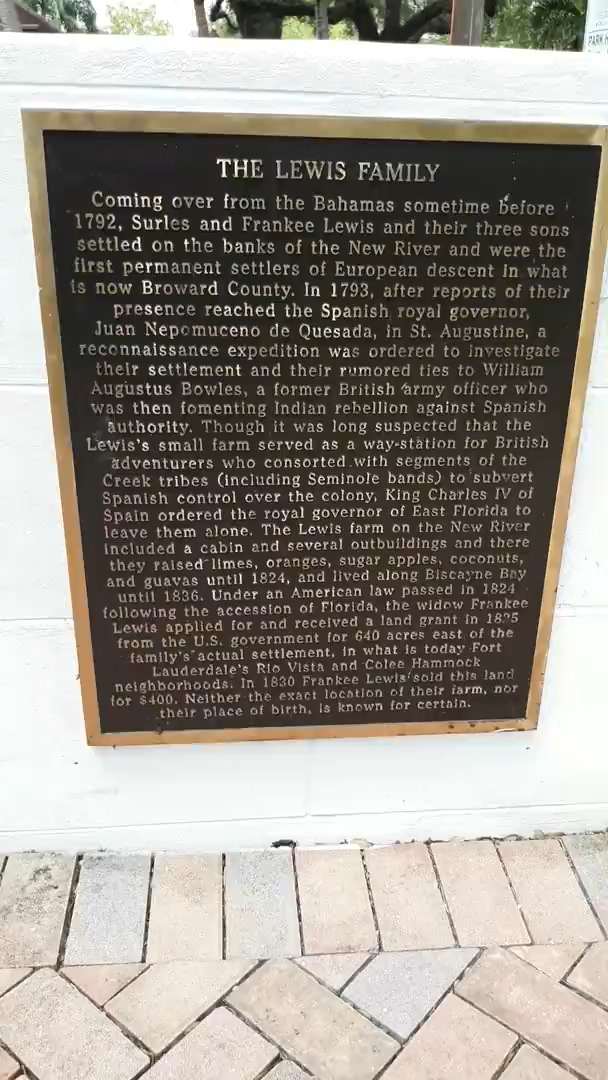 PARK
THE LEWIS FAMILY
Coming over from the Bahamas sometime before
1792, Surles and Frankee Lewis and their three sons
settled on the banks of the New River and were the
first permanent settlers of European descent in what
is now Broward County. In 1793, after reports of their
presence reached the Spanish royal governor,
Juan Nepomuceno de Quesada, in St. Augustine, a
reconnaissance expedition was ordered to investigate
their settlement and their rumored ties to William
Augustus Bowles, a former British army officer who
was then fomenting Indian rebellion against Spanish
authority. Though it was long suspected that the
Lewis's small farm served as a way-station for British
adventurers who consorted with segments of the
Creek tribes (including Seminole bands) to subvert
Spanish control over the colony, King Charles IV of
Spain ordered the royal governor of East Florida to
leave them alone. The Lewis farm on the New River
included a cabin and several outbuildings and there
they raised limes, oranges, sugar apples, coconuts,
and guavas until 1824, and lived along Biscayne Bay
until 1836. Under an American law passed in 1824
following the accession of Florida, the widow Frankee
Lewis applied for and received a land grant in 1825
from the U.S. government for 640 acres east of the
family's actual settlement, in what is today Fort
Lauderdale's Rio Vista and Colee Hammock
neighborhoods. In 1830 Frankee Lewis sold this land
for $400. Neither the exact location of their farm, nor
their place of birth, is known for certain.